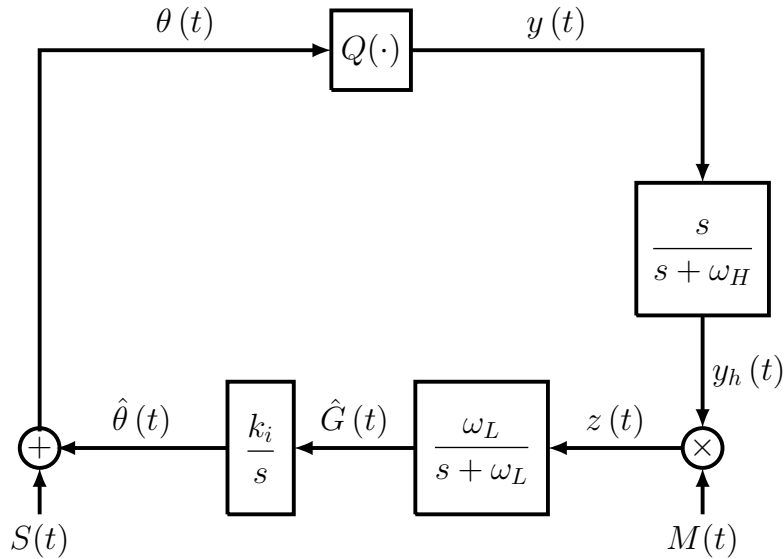 θ (t)
Q(·)
y (t)
s
s + ω_H
y_h (t)
θ̂ (t)
k_i
s
Ĝ (t)
ω_L
s + ω_L
z (t)
+
×
S(t)
M(t)